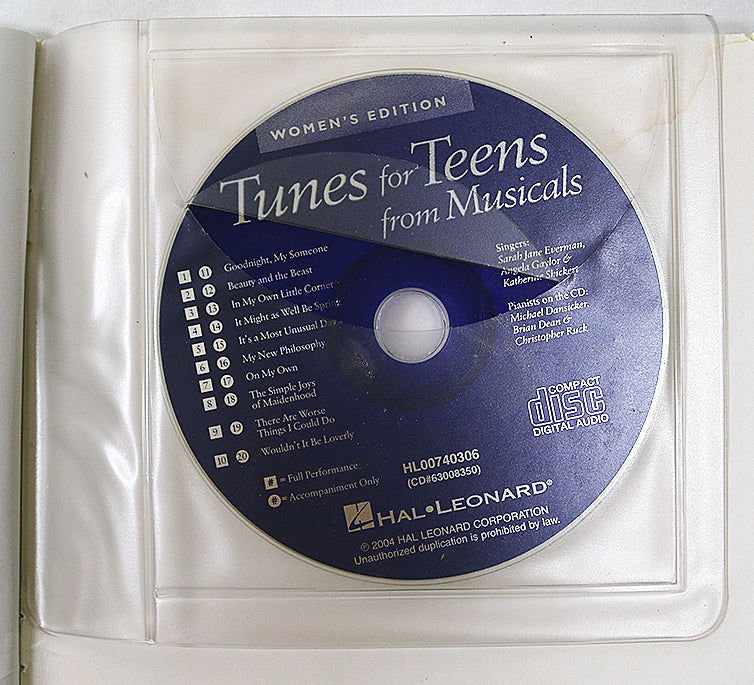 WOMEN'S EDITION
Tunes for Teens
from Musicals
Singers:
Sarah Jane Everman,
Angela Gaylor &
Katherine Shickert
Pianists on the CD:
Michael Dansicker,
Brian Dean &
Christopher Ruck
1 11 Goodnight, My Someone
2 12 Beauty and the Beast
3 13 In My Own Little Corner
4 14 It Might as Well Be Spring
5 15 It's a Most Unusual Day
6 16 My New Philosophy
7 17 On My Own
8 18 The Simple Joys
of Maidenhood
9 19 There Are Worse
Things I Could Do
10 20 Wouldn't It Be Loverly
# = Full Performance
# = Accompaniment Only
COMPACT
disc
DIGITAL AUDIO
HL00740306
(CD#63008350)
HAL•LEONARD®
℗ 2004 HAL LEONARD CORPORATION
Unauthorized duplication is prohibited by law.